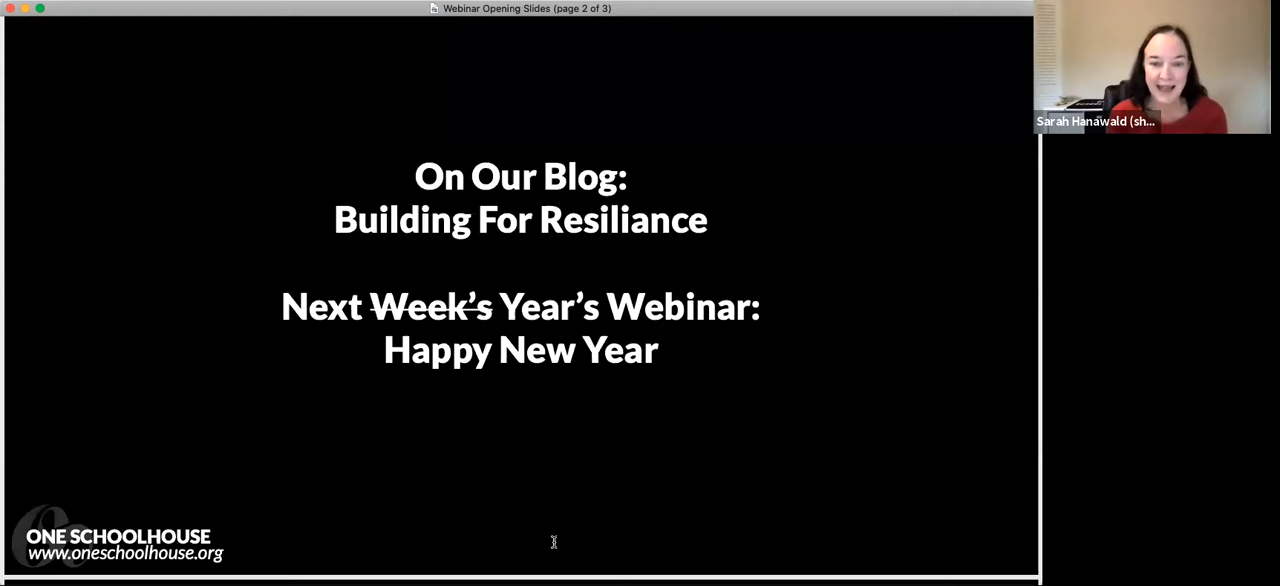 Webinar Opening Slides (page 2 of 3)
Sarah Hanawald (sh...
On Our Blog:
Building For Resiliance
Next Week's Year's Webinar:
Happy New Year
ONE SCHOOLHOUSE
www.oneschoolhouse.org